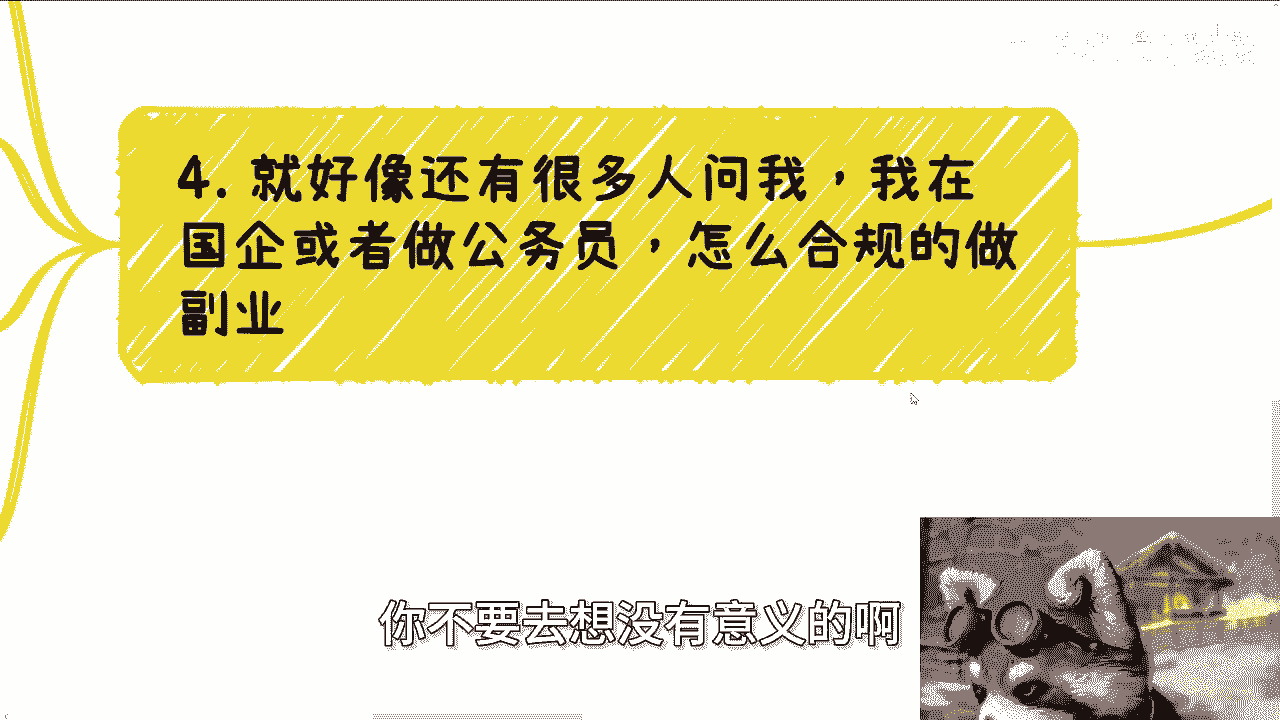 4. 就好像还有很多人问我，我在
国企或者做公务员，怎么合规的做
副业
你不要去想没有意义的啊